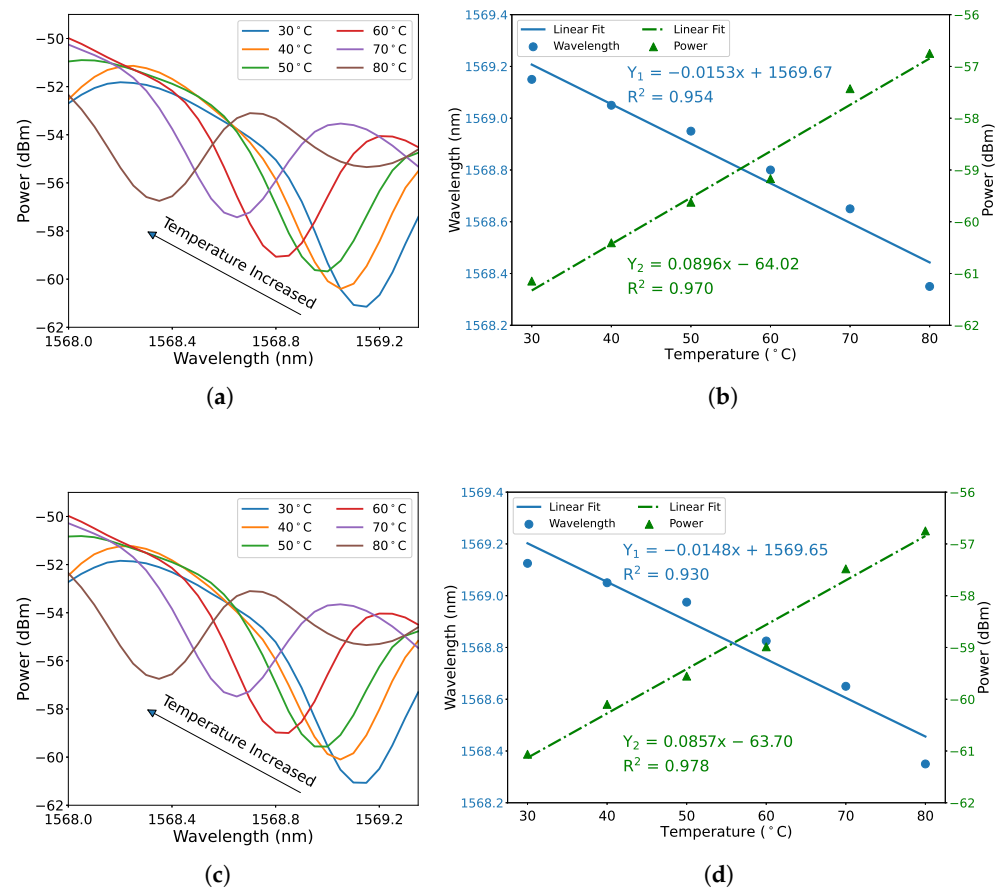 30°C 60°C
40°C 70°C
50°C 80°C
−50
−52
−54
−56
−58
−60
−62
Power (dBm)
Temperature Increased
1568.0 1568.4 1568.8 1569.2
Wavelength (nm)
(a)
Linear Fit Linear Fit
Wavelength Power
Y1 = −0.0153x + 1569.67
R2 = 0.954
Y2 = 0.0896x − 64.02
R2 = 0.970
1569.4
1569.2
1569.0
1568.8
1568.6
1568.4
1568.2
Wavelength (nm)
−56
−57
−58
−59
−60
−61
−62
Power (dBm)
30 40 50 60 70 80
Temperature (°C)
(b)
30°C 60°C
40°C 70°C
50°C 80°C
−50
−52
−54
−56
−58
−60
−62
Power (dBm)
Temperature Increased
1568.0 1568.4 1568.8 1569.2
Wavelength (nm)
(c)
Linear Fit Linear Fit
Wavelength Power
Y1 = −0.0148x + 1569.65
R2 = 0.930
Y2 = 0.0857x − 63.70
R2 = 0.978
1569.4
1569.2
1569.0
1568.8
1568.6
1568.4
1568.2
Wavelength (nm)
−56
−57
−58
−59
−60
−61
−62
Power (dBm)
30 40 50 60 70 80
Temperature (°C)
(d)